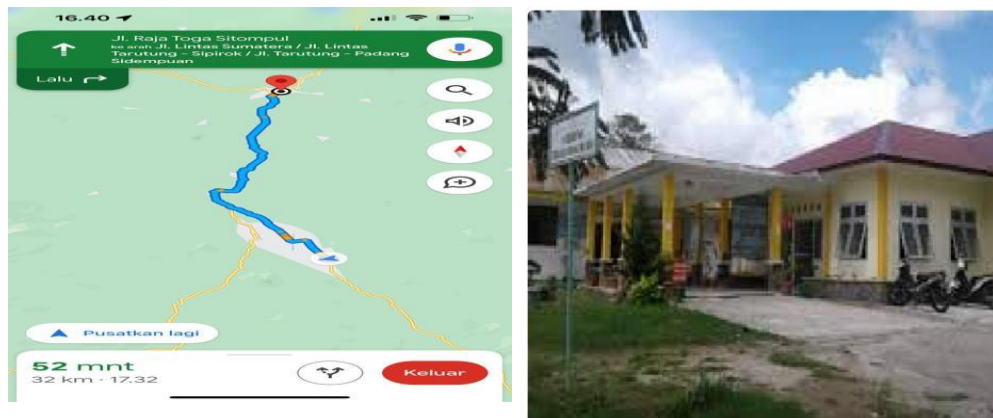 16.40
Jl. Raja Toga Sitompul
ke arah Jl. Lintas Sumatera / Jl. Lintas
Tarutung - Sipirok / Jl. Tarutung - Padang
Sidempuan
Lalu
Pusatkan lagi
52 mnt
32 km · 17.32
Keluar